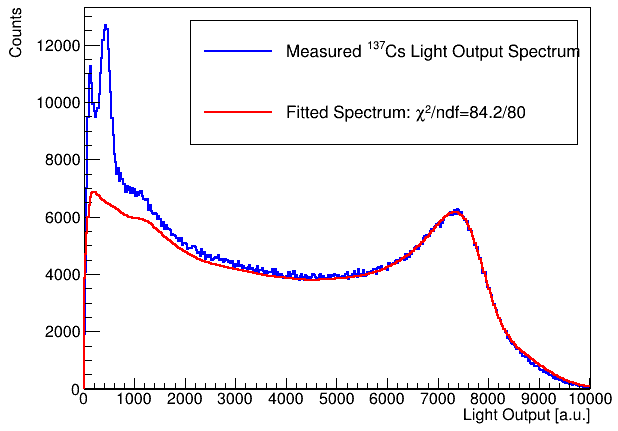 Counts
12000
10000
8000
6000
4000
2000
0
Measured ¹³⁷Cs Light Output Spectrum
Fitted Spectrum: χ²/ndf=84.2/80
0 1000 2000 3000 4000 5000 6000 7000 8000 9000 10000
Light Output [a.u.]